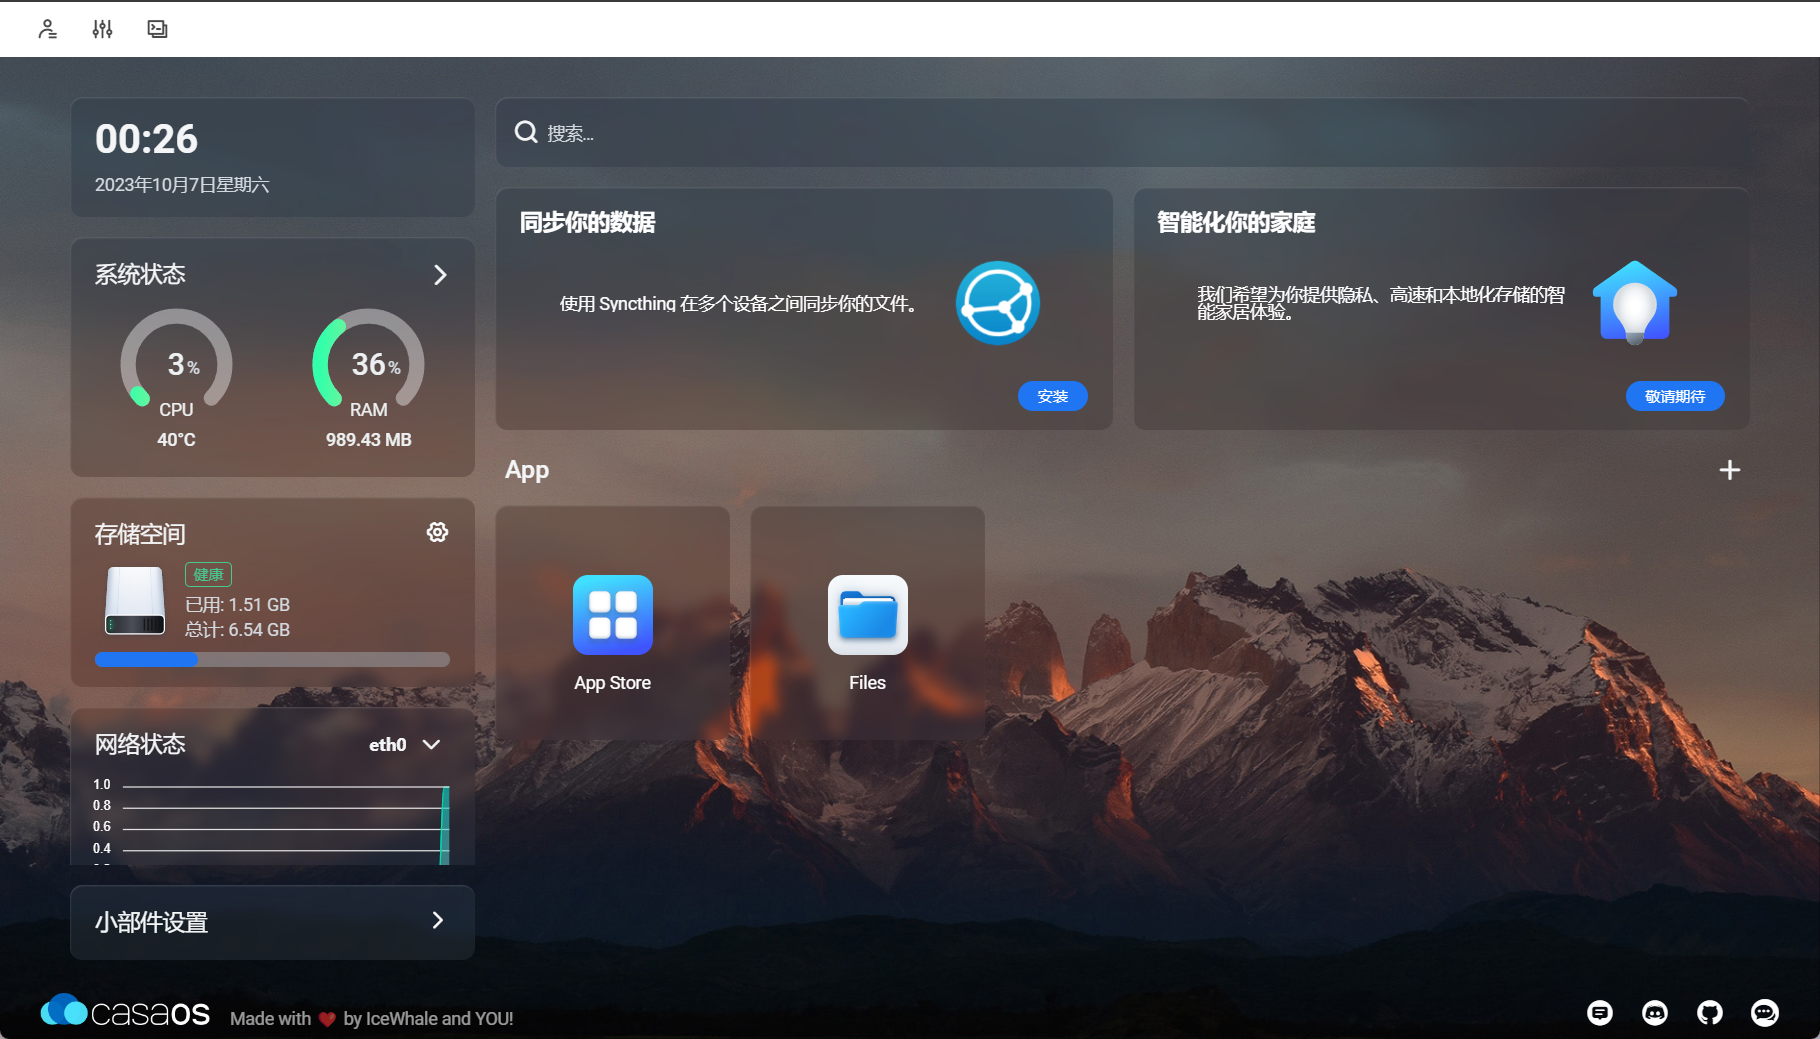 00:26
2023年10月7日星期六
搜索...
系统状态
3%
CPU
40°C
36%
RAM
989.43 MB
同步你的数据
使用 Syncthing 在多个设备之间同步你的文件。
安装
智能化你的家庭
我们希望为你提供隐私、高速和本地化存储的智
能家居体验。
敬请期待
存储空间
健康
已用: 1.51 GB
总计: 6.54 GB
App
App Store
Files
网络状态
eth0
1.0
0.8
0.6
0.4
小部件设置
casaos
Made with ❤ by IceWhale and YOU!